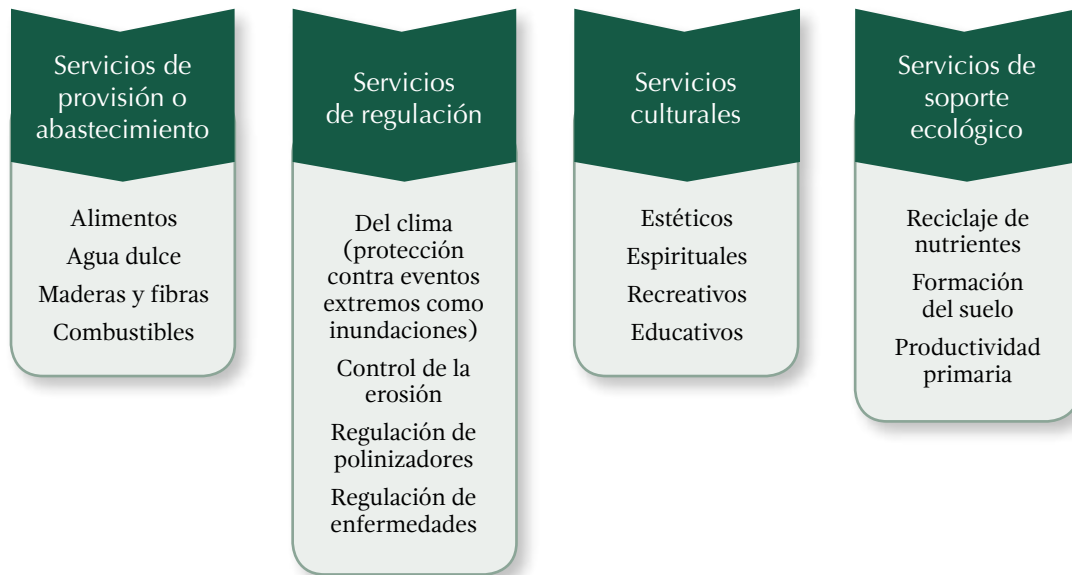 Servicios de
provisión o
abastecimiento
Alimentos
Agua dulce
Maderas y fibras
Combustibles
Servicios
de regulación
Del clima
(protección
contra eventos
extremos como
inundaciones)
Control de la
erosión
Regulación de
polinizadores
Regulación de
enfermedades
Servicios
culturales
Estéticos
Espirituales
Recreativos
Educativos
Servicios de
soporte
ecológico
Reciclaje de
nutrientes
Formación
del suelo
Productividad
primaria